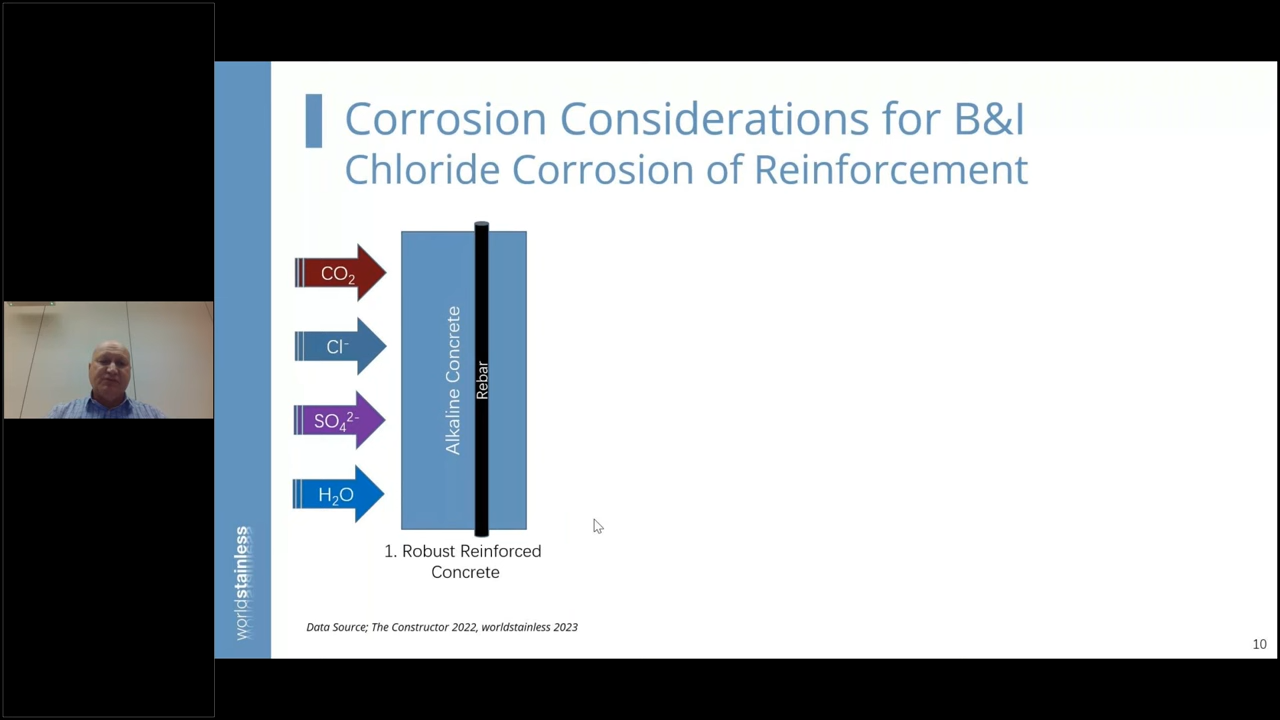 Corrosion Considerations for B&I
Chloride Corrosion of Reinforcement
CO₂
Cl⁻
SO₄²⁻
H₂O
Alkaline Concrete
Rebar
1. Robust Reinforced
Concrete
worldstainless
Data Source; The Constructor 2022, worldstainless 2023
10